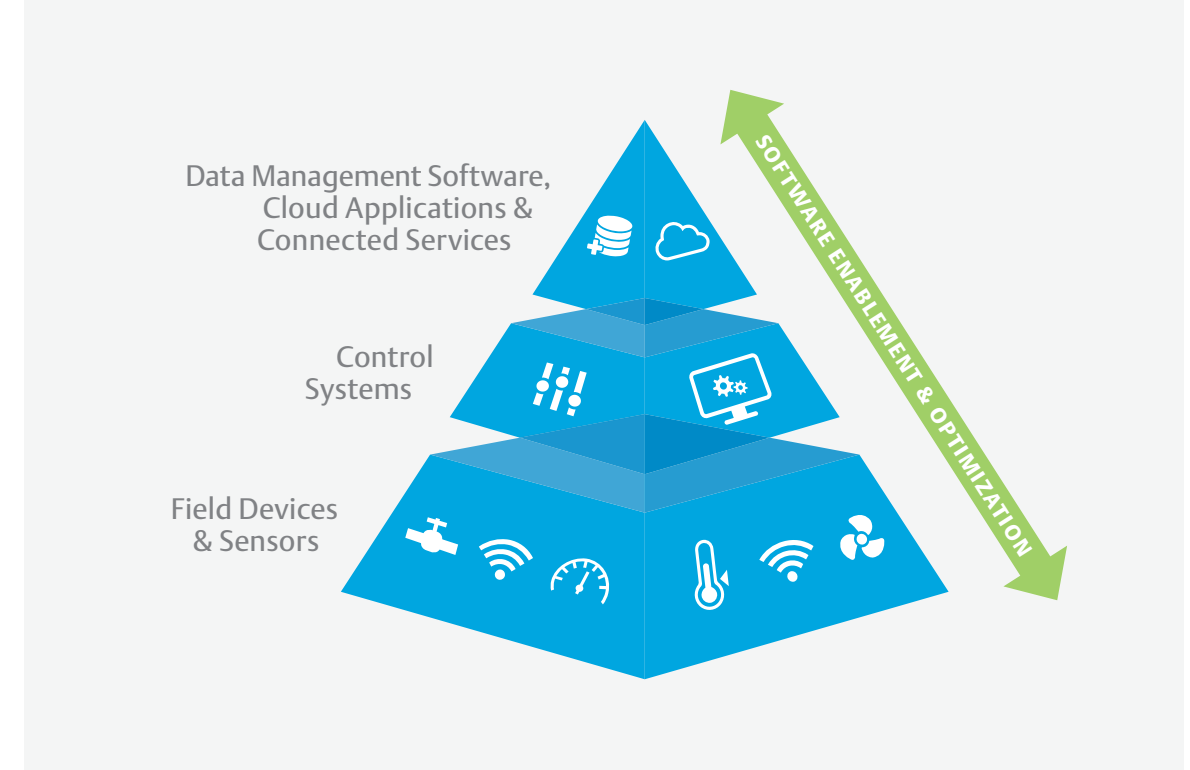 Data Management Software,
Cloud Applications &
Connected Services
Control
Systems
Field Devices
& Sensors
SOFTWARE ENABLEMENT & OPTIMIZATION